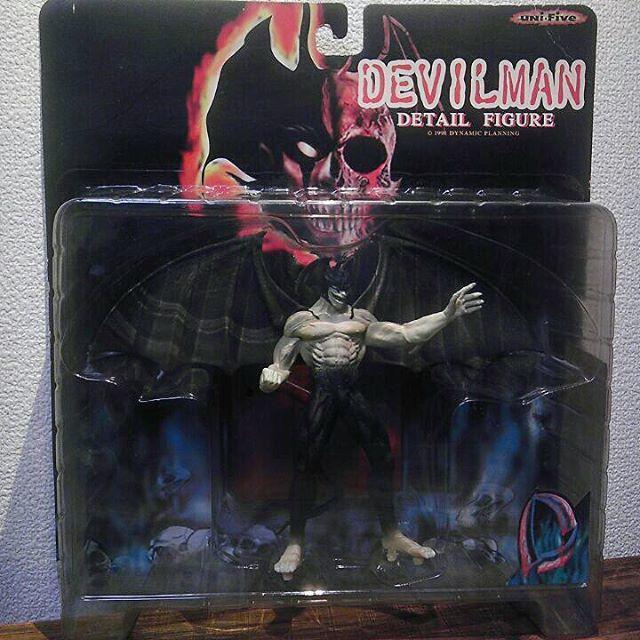 uni-Five
DEVILMAN
DETAIL FIGURE
© 1998 DYNAMIC PLANNING